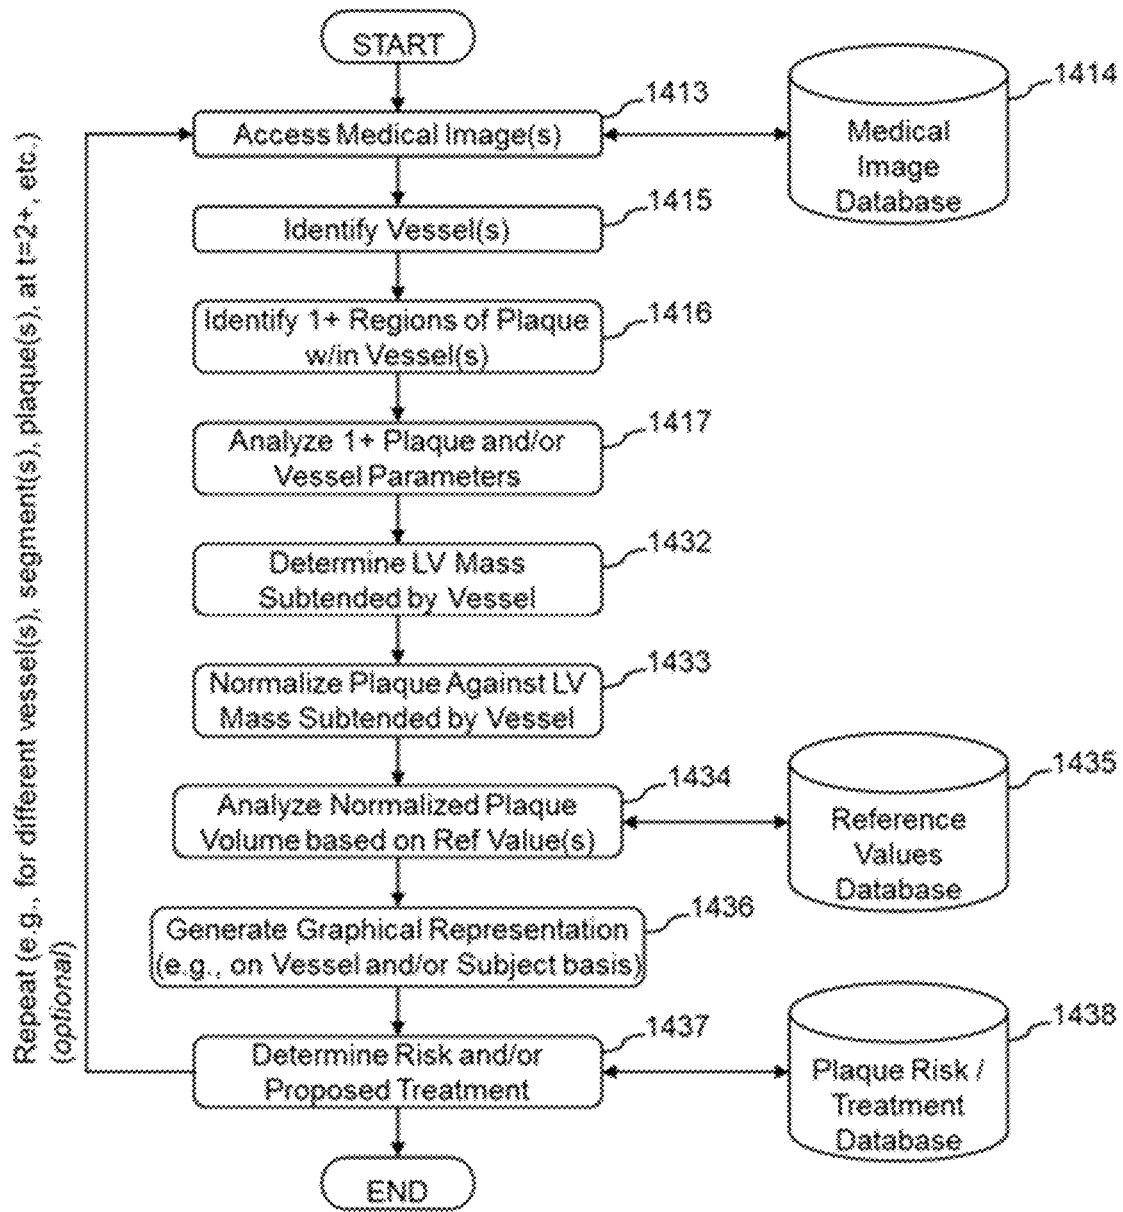 START
1413
Access Medical Image(s)
1414
Medical
Image
Database
1415
Identify Vessel(s)
1416
Identify 1+ Regions of Plaque
w/in Vessel(s)
1417
Analyze 1+ Plaque and/or
Vessel Parameters
1432
Determine LV Mass
Subtended by Vessel
1433
Normalize Plaque Against LV
Mass Subtended by Vessel
1434
Analyze Normalized Plaque
Volume based on Ref Value(s)
1435
Reference
Values
Database
1436
Generate Graphical Representation
(e.g., on Vessel and/or Subject basis)
1437
Determine Risk and/or
Proposed Treatment
1438
Plaque Risk /
Treatment
Database
END
Repeat (e.g., for different vessel(s), segment(s), plaque(s), at t=2+, etc.)
(optional)